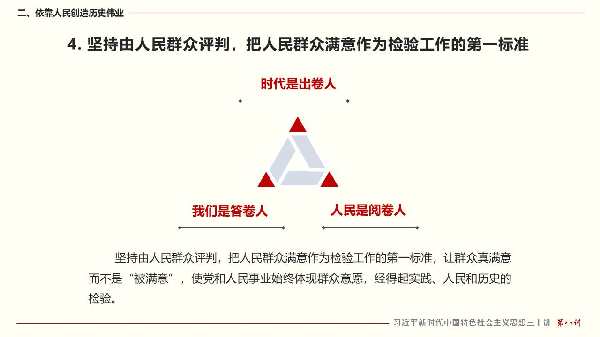 二、依靠人民创造历史伟业
4. 坚持由人民群众评判，把人民群众满意作为检验工作的第一标准
时代是出卷人
我们是答卷人
人民是阅卷人
坚持由人民群众评判，把人民群众满意作为检验工作的第一标准，让群众真满意
而不是“被满意”，使党和人民事业始终体现群众意愿，经得起实践、人民和历史的
检验。
习近平新时代中国特色社会主义思想三十讲 第八讲